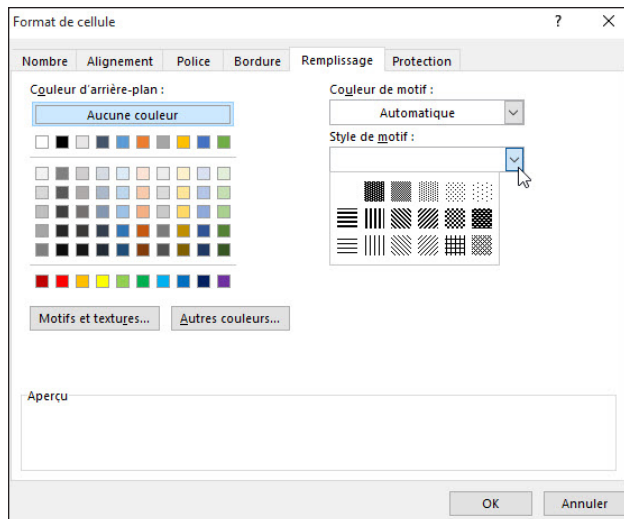 Format de cellule
Nombre Alignement Police Bordure Remplissage Protection
Couleur d'arrière-plan :
Aucune couleur
Couleur de motif :
Automatique
Style de motif :
Motifs et textures... Autres couleurs...
Aperçu
OK Annuler